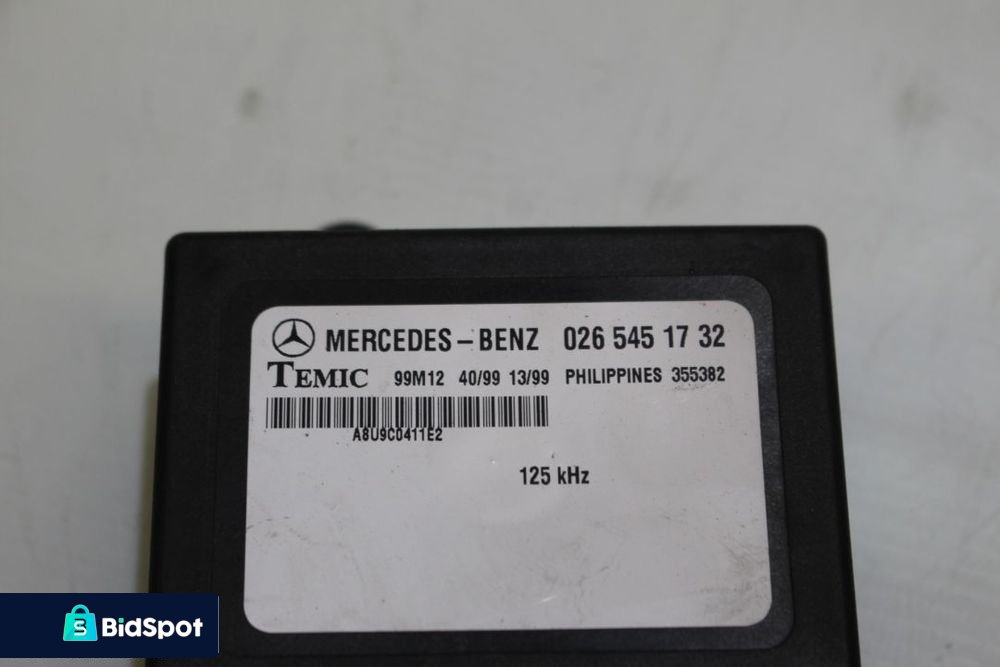 MERCEDES-BENZ 026 545 17 32
TEMIC 99M12 40/99 13/99 PHILIPPINES 355382
A8U9C0411E2
125 kHz
BidSpot